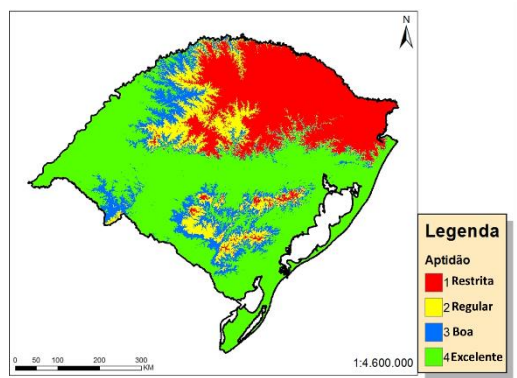 N
Legenda
Aptidão
1 Restrita
2 Regular
3 Boa
4 Excelente
0 50 100 200 300
KM
1:4.600.000